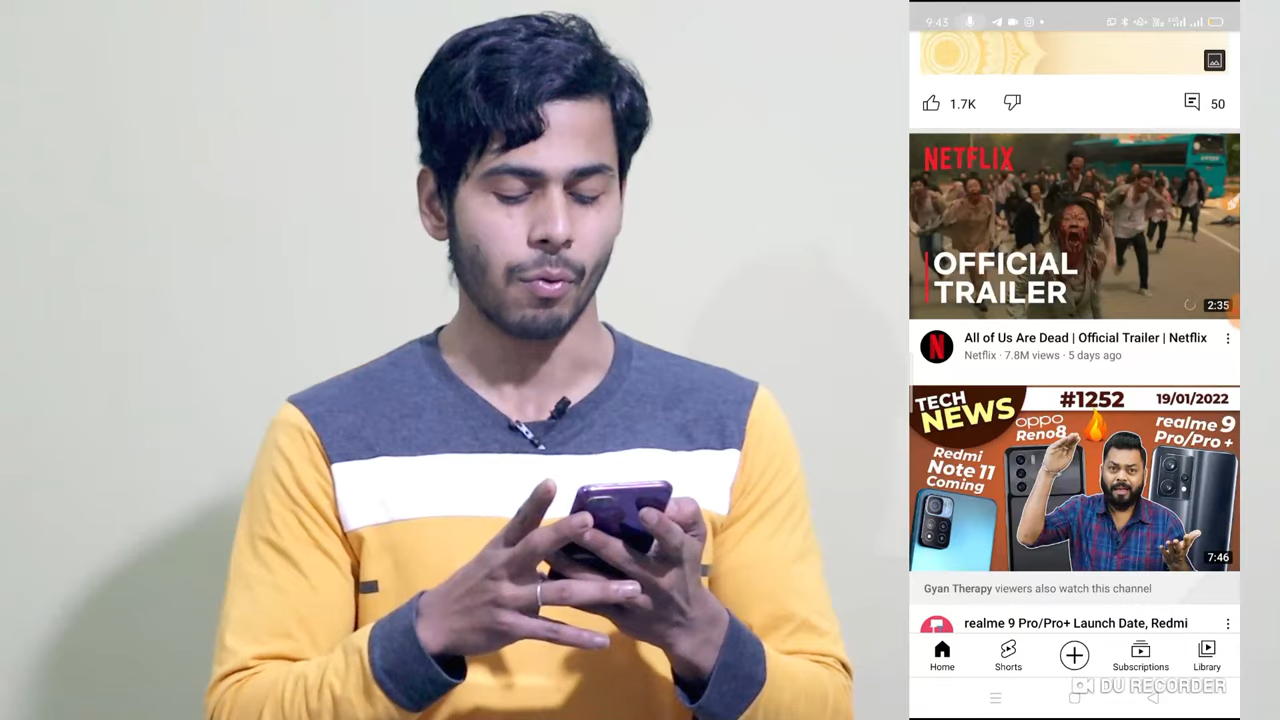 9:43
1.7K
50
NETFLIX
OFFICIAL
TRAILER
2:35
N
All of Us Are Dead | Official Trailer | Netflix
Netflix · 7.8M views · 5 days ago
TECH
NEWS
#1252
19/01/2022
oppo
Reno8
realme 9
Pro/Pro +
Redmi
Note 11
Coming
7:46
Gyan Therapy viewers also watch this channel
realme 9 Pro/Pro+ Launch Date, Redmi
Home
Shorts
Subscriptions
Library
DU RECORDER